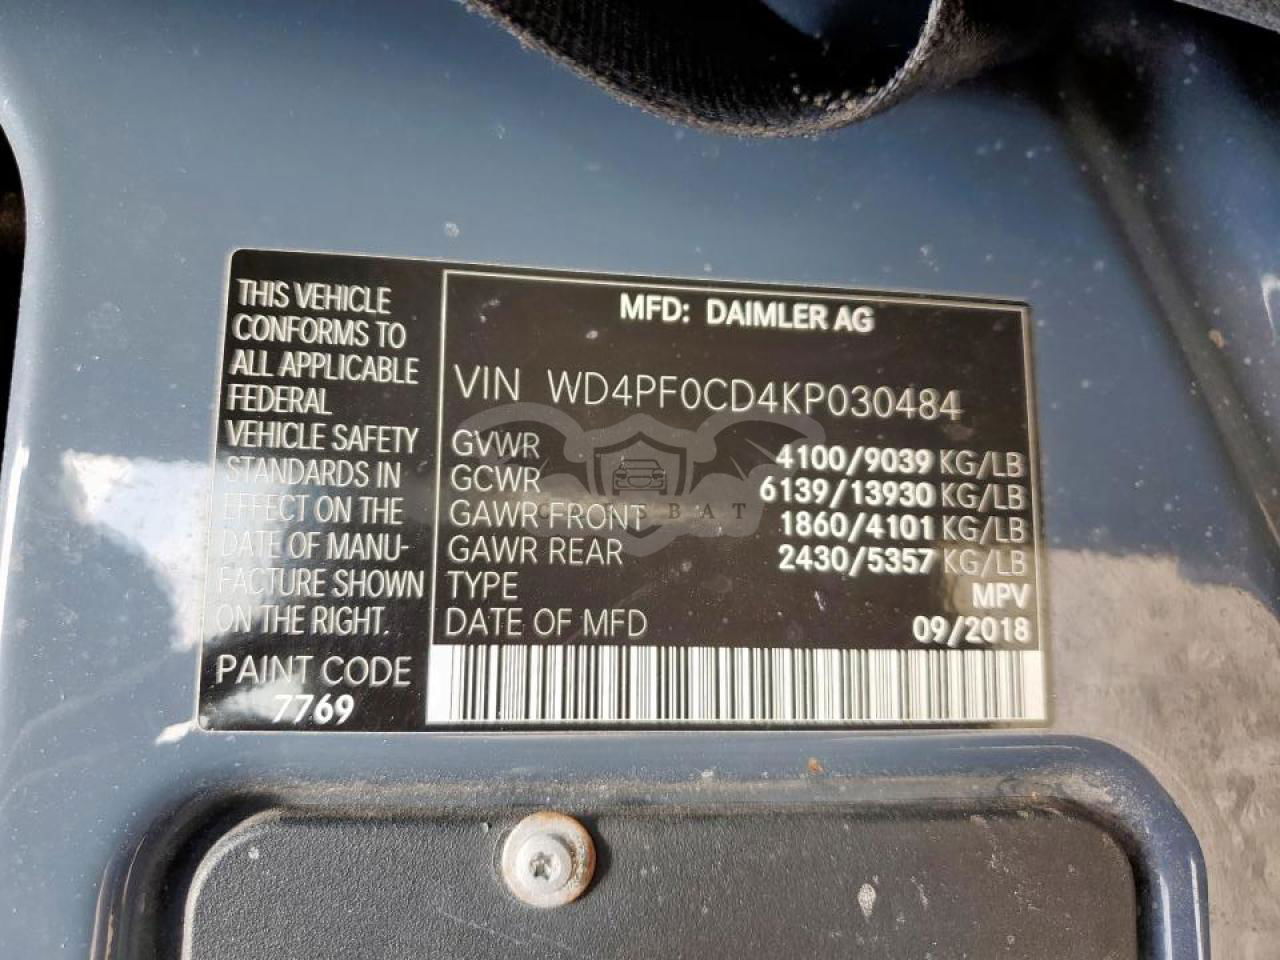 THIS VEHICLE
CONFORMS TO
ALL APPLICABLE
FEDERAL
VEHICLE SAFETY
STANDARDS IN
EFFECT ON THE
DATE OF MANU-
FACTURE SHOWN
ON THE RIGHT.
PAINT CODE
7769
MFD: DAIMLER AG
VIN WD4PF0CD4KP030484
GVWR 4100/9039 KG/LB
GCWR 6139/13930 KG/LB
GAWR FRONT 1860/4101 KG/LB
GAWR REAR 2430/5357 KG/LB
TYPE MPV
DATE OF MFD 09/2018